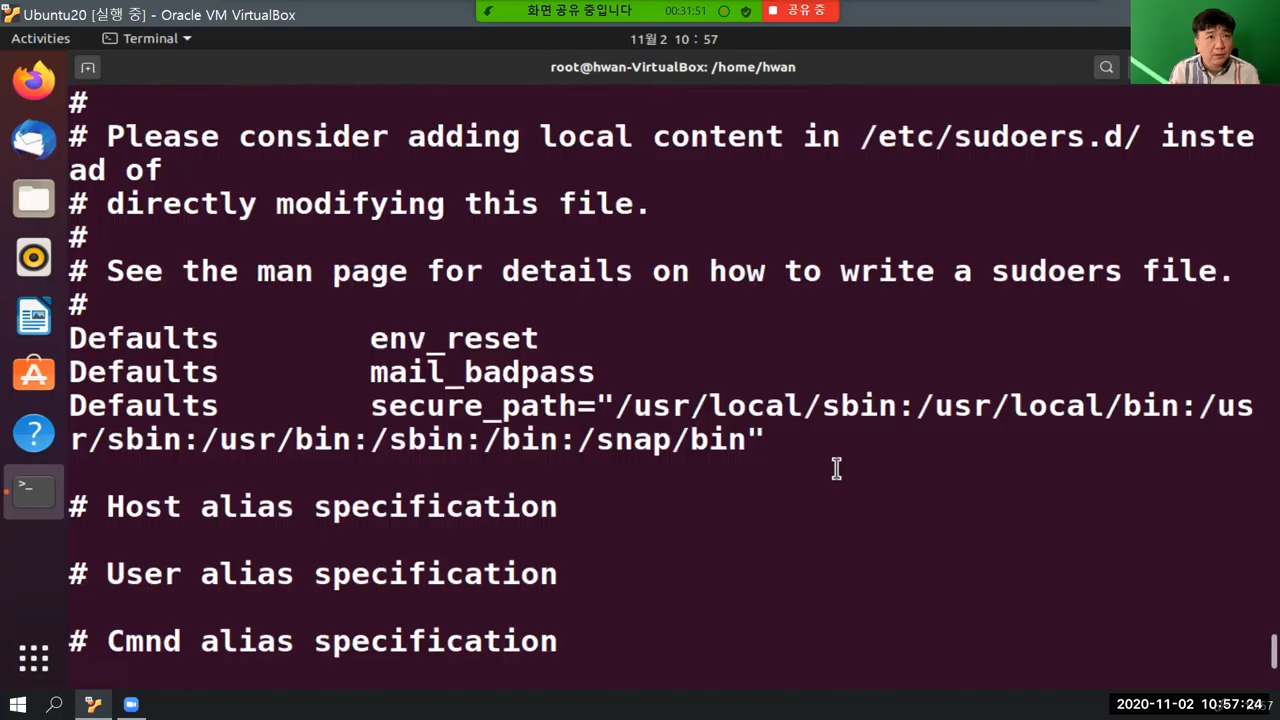 Ubuntu20 [실행 중] - Oracle VM VirtualBox
화면 공유 중입니다
00:31:51
공유 중
Activities
Terminal
11월 2 10 : 57
root@hwan-VirtualBox: /home/hwan
#
# Please consider adding local content in /etc/sudoers.d/ inste
ad of
# directly modifying this file.
#
# See the man page for details on how to write a sudoers file.
#
Defaults        env_reset
Defaults        mail_badpass
Defaults        secure_path="/usr/local/sbin:/usr/local/bin:/us
r/sbin:/usr/bin:/sbin:/bin:/snap/bin"
# Host alias specification
# User alias specification
# Cmnd alias specification
2020-11-02 10:57:24